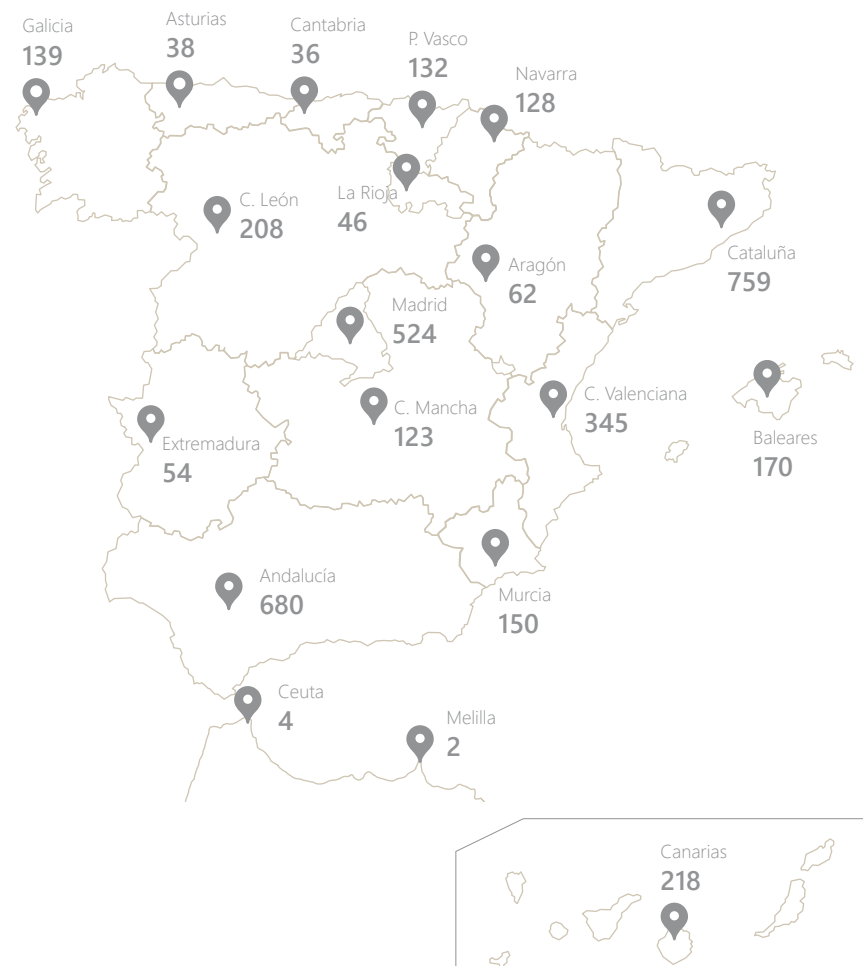 Galicia
139
Asturias
38
Cantabria
36
P. Vasco
132
Navarra
128
C. León
208
La Rioja
46
Aragón
62
Cataluña
759
Madrid
524
C. Mancha
123
C. Valenciana
345
Baleares
170
Extremadura
54
Andalucía
680
Murcia
150
Ceuta
4
Melilla
2
Canarias
218